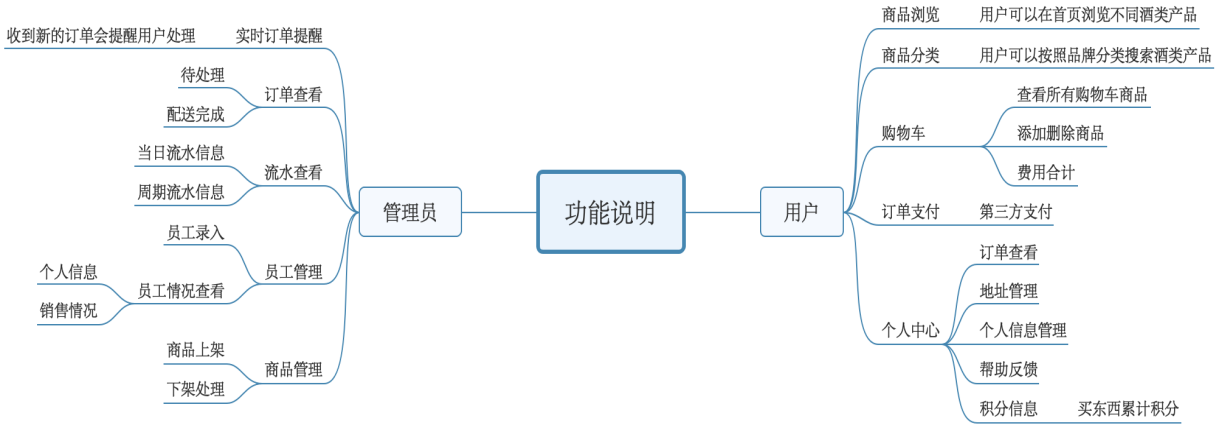 功能说明
管理员
实时订单提醒
收到新的订单会提醒用户处理
订单查看
待处理
配送完成
流水查看
当日流水信息
周期流水信息
员工管理
员工录入
员工情况查看
个人信息
销售情况
商品管理
商品上架
下架处理
用户
商品浏览
用户可以在首页浏览不同酒类产品
商品分类
用户可以按照品牌分类搜索酒类产品
购物车
查看所有购物车商品
添加删除商品
费用合计
订单支付
第三方支付
个人中心
订单查看
地址管理
个人信息管理
帮助反馈
积分信息
买东西累计积分